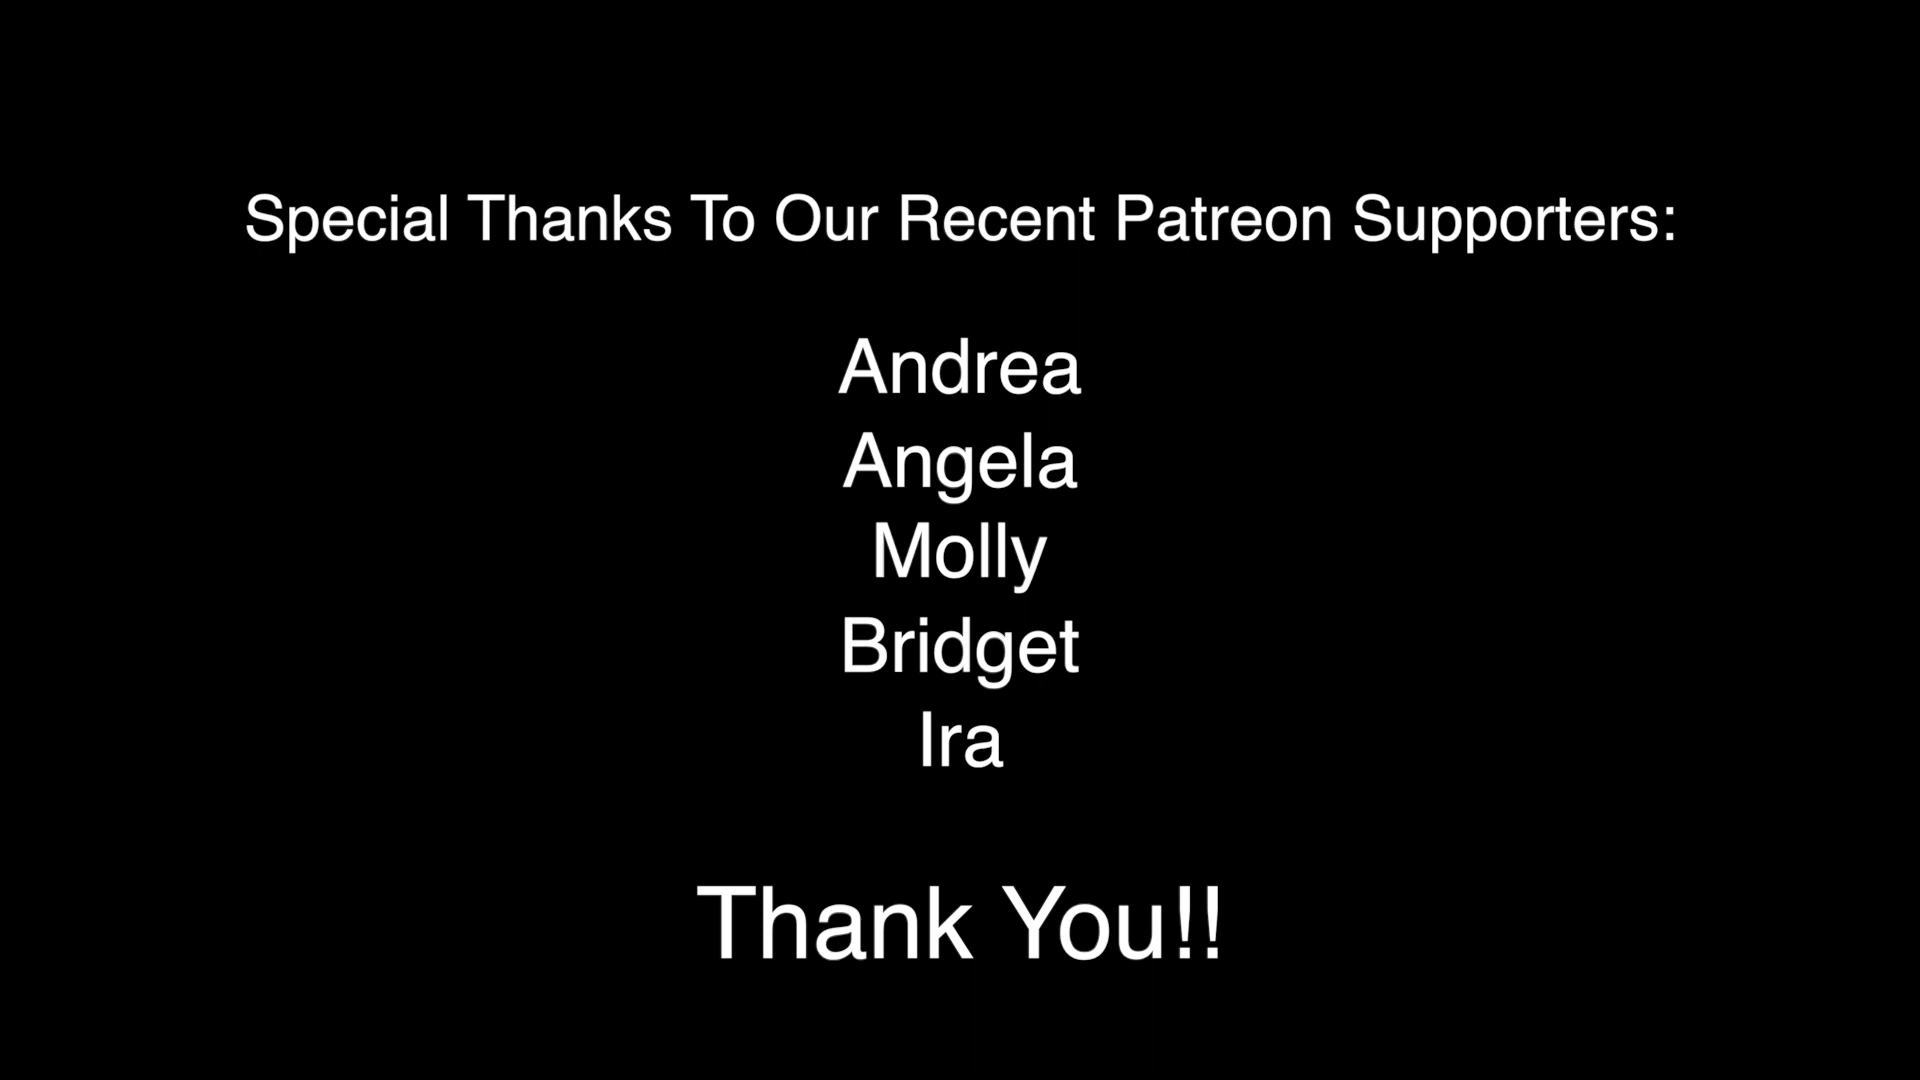 Special Thanks To Our Recent Patreon Supporters:
Andrea
Angela
Molly
Bridget
Ira
Thank You!!